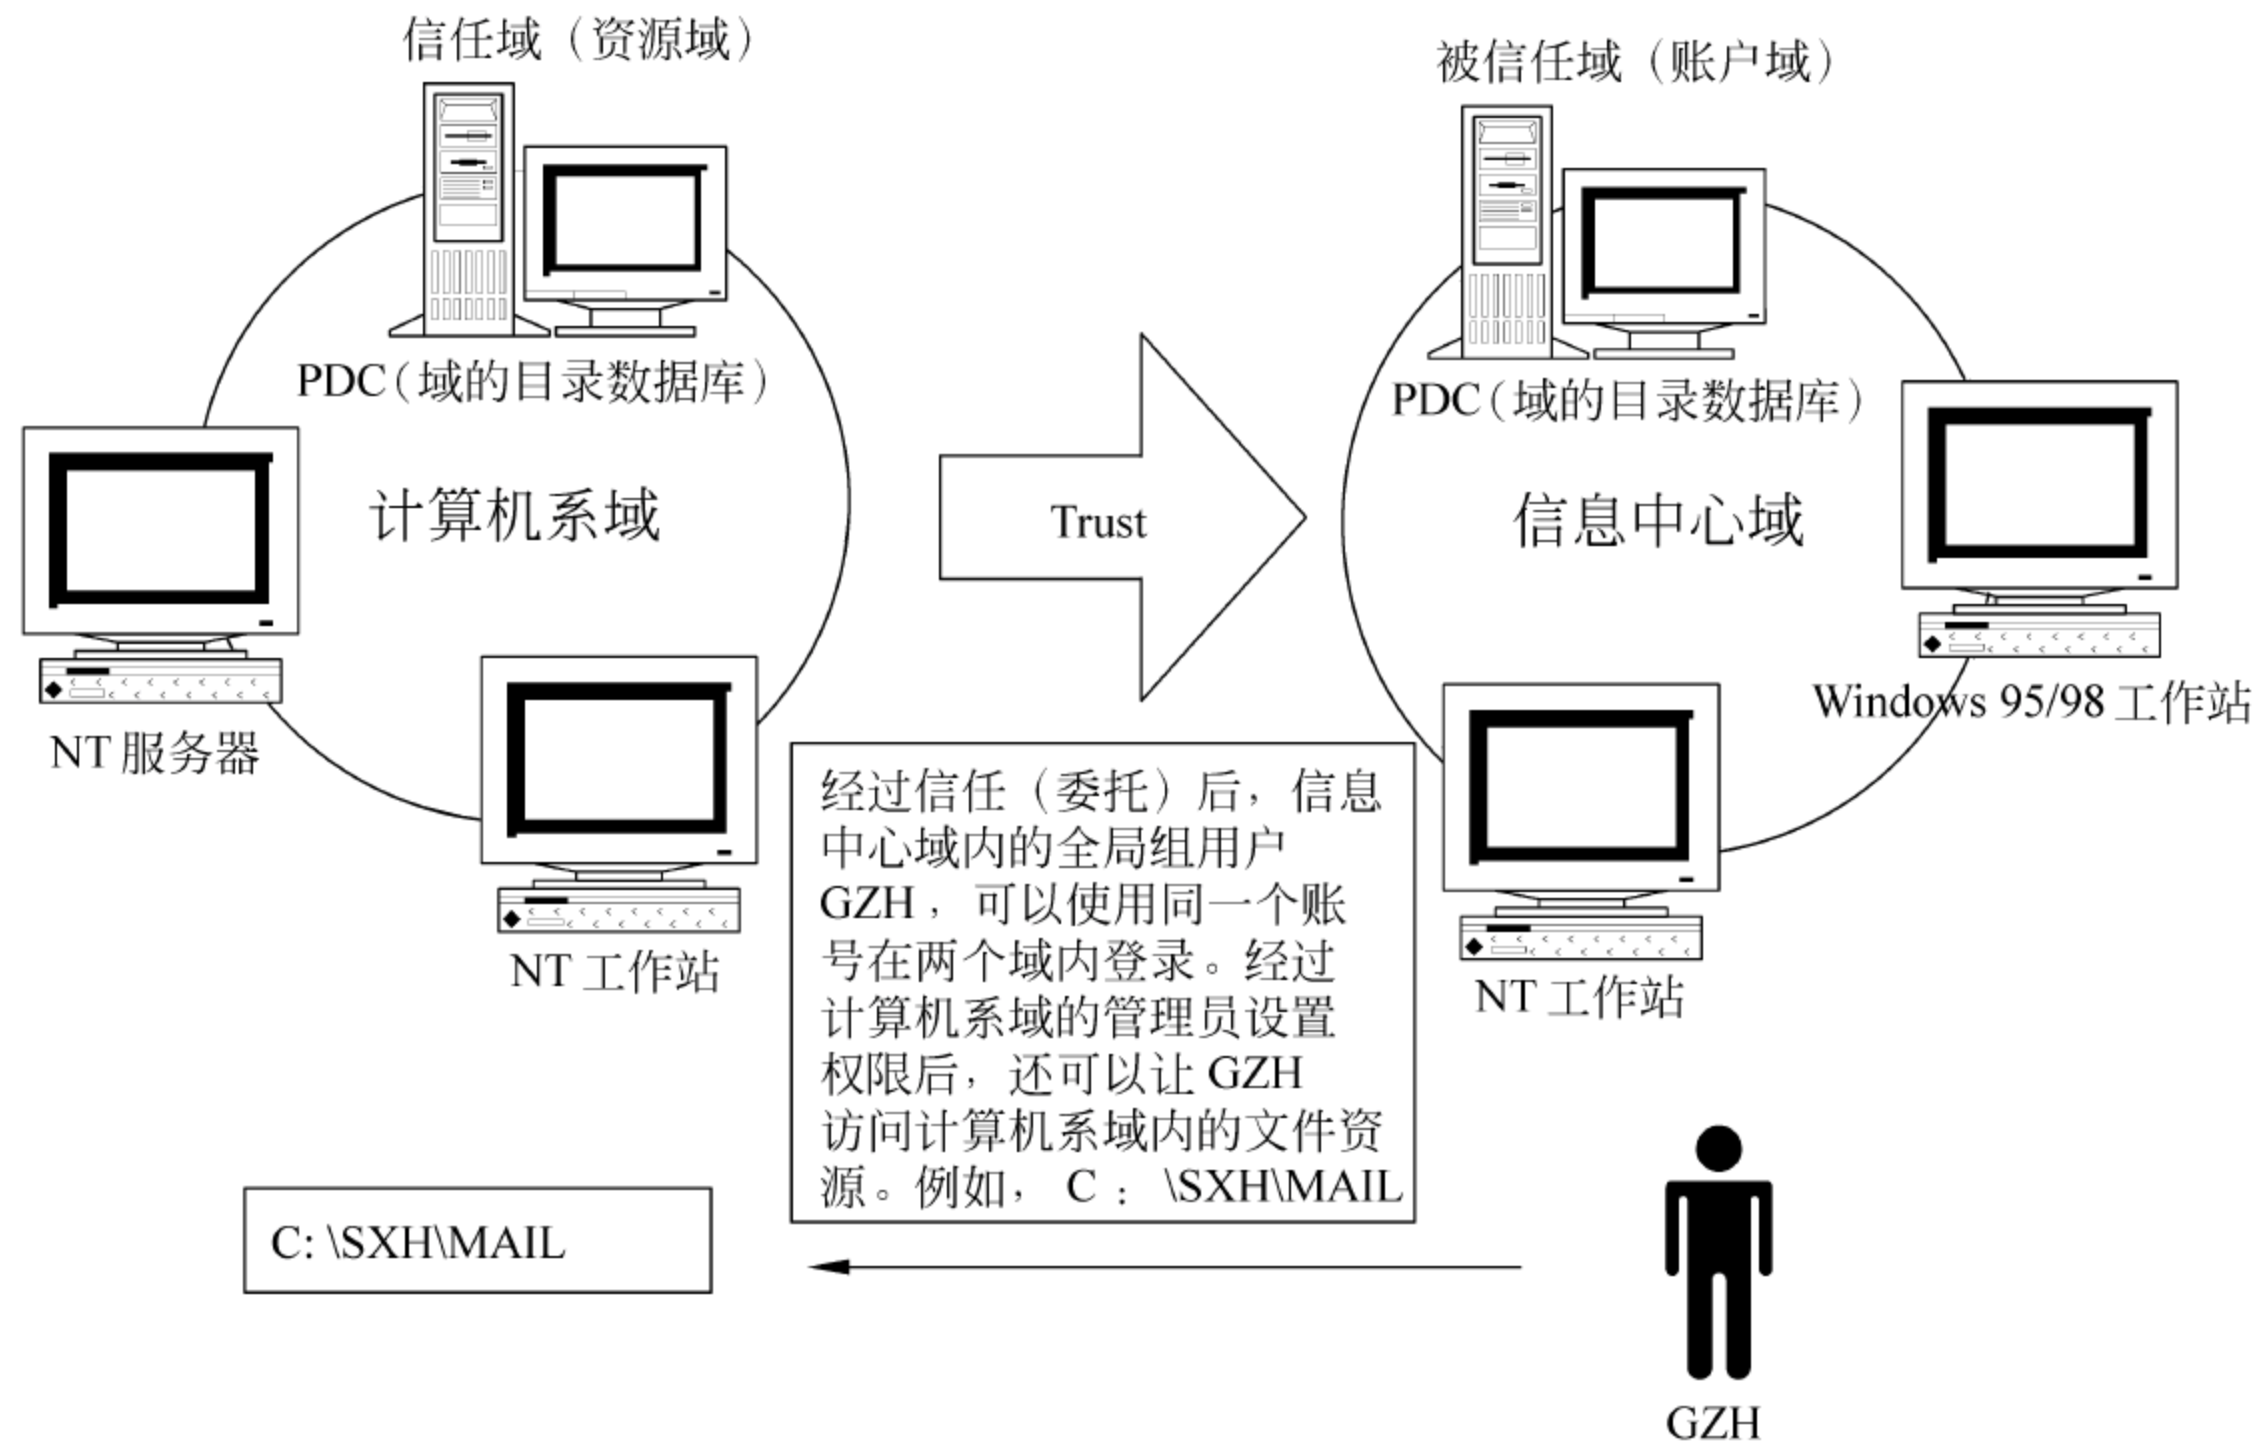 信任域（资源域）
被信任域（账户域）
PDC（域的目录数据库）
PDC（域的目录数据库）
计算机系域
Trust
信息中心域
NT 服务器
Windows 95/98 工作站
NT 工作站
NT 工作站
经过信任（委托）后，信息
中心域内的全局组用户
GZH，可以使用同一个账
号在两个域内登录。经过
计算机系域的管理员设置
权限后，还可以让 GZH
访问计算机系域内的文件资
源。例如， C： \SXH\MAIL
C: \SXH\MAIL
GZH